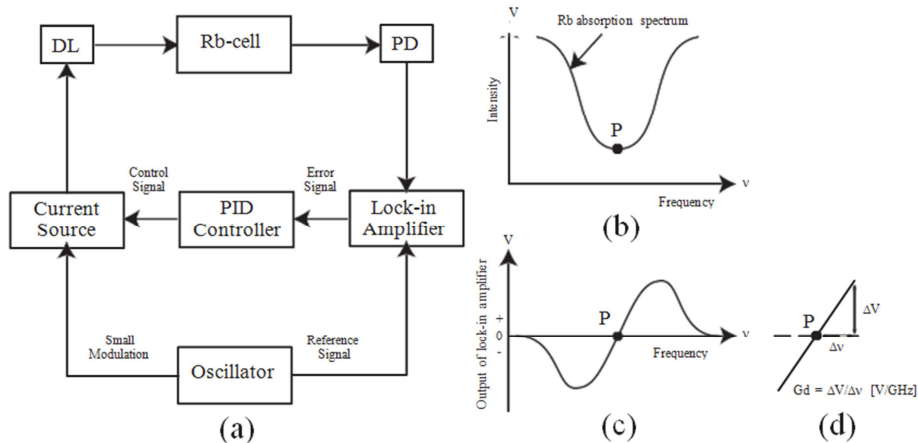 DL
Rb-cell
PD
Control
Signal
Error
Signal
Current
Source
PID
Controller
Lock-in
Amplifier
Small
Modulation
Reference
Signal
Oscillator
(a)
V
Rb absorption spectrum
Intensity
P
ν
Frequency
(b)
V
Output of lock-in amplifier
+
0
-
P
ν
Frequency
(c)
P
ΔV
Δν
Gd = ΔV/Δν [V/GHz]
(d)